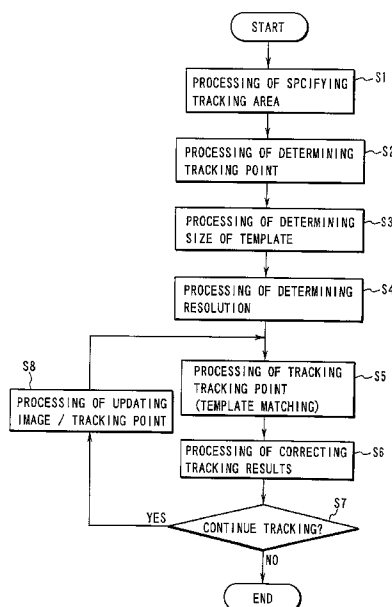 START
S1
PROCESSING OF SPCIFYING
TRACKING AREA
S2
PROCESSING OF DETERMINING
TRACKING POINT
S3
PROCESSING OF DETERMINING
SIZE OF TEMPLATE
S4
PROCESSING OF DETERMINING
RESOLUTION
S8
PROCESSING OF UPDATING
IMAGE / TRACKING POINT
S5
PROCESSING OF TRACKING
TRACKING POINT
(TEMPLATE MATCHING)
S6
PROCESSING OF CORRECTING
TRACKING RESULTS
S7
YES
CONTINUE TRACKING?
NO
END